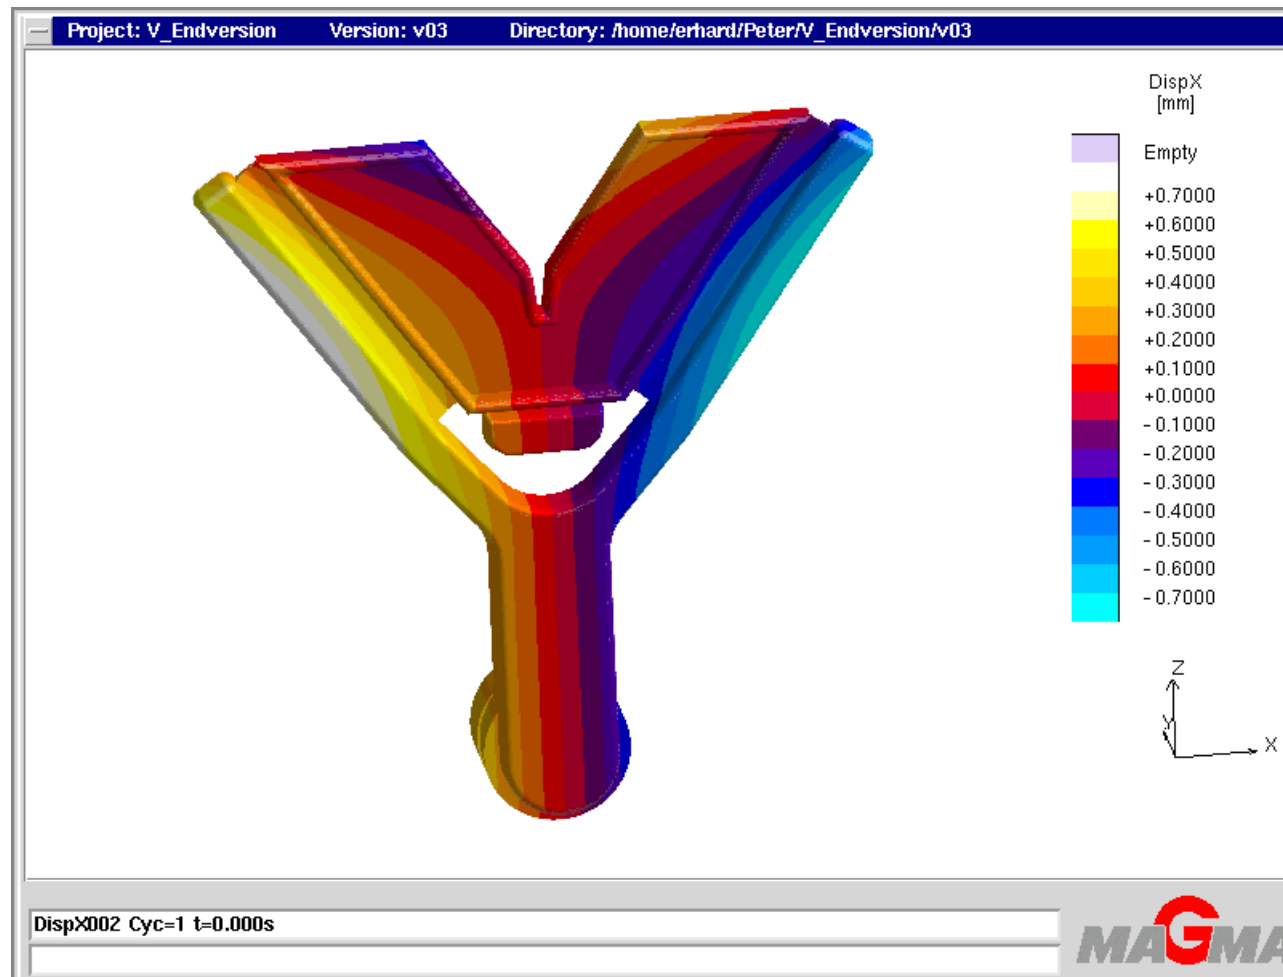 Project: V_Endversion Version: v03 Directory: /home/erhard/Peter/V_Endversion/v03
DispX
[mm]
Empty
+0.7000
+0.6000
+0.5000
+0.4000
+0.3000
+0.2000
+0.1000
+0.0000
- 0.1000
- 0.2000
- 0.3000
- 0.4000
- 0.5000
- 0.6000
- 0.7000
Z
Y
X
DispX002 Cyc=1 t=0.000s
MAGMA